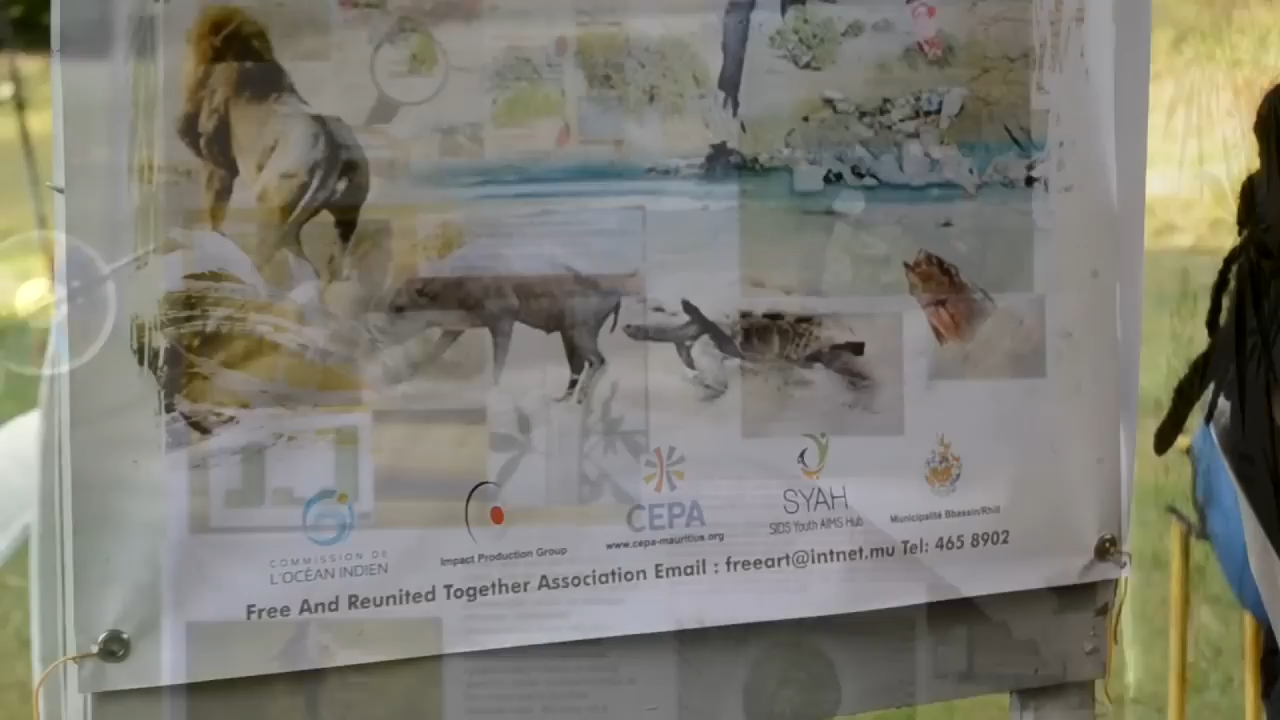 COMMISSION DE
L'OCÉAN INDIEN
Impact Production Group
CEPA
www.cepa-mauritius.org
SYAH
SIDS Youth AIMS Hub
Municipalité Bbassin/Rhill
Free And Reunited Together Association Email : freeart@intnet.mu Tel: 465 8902